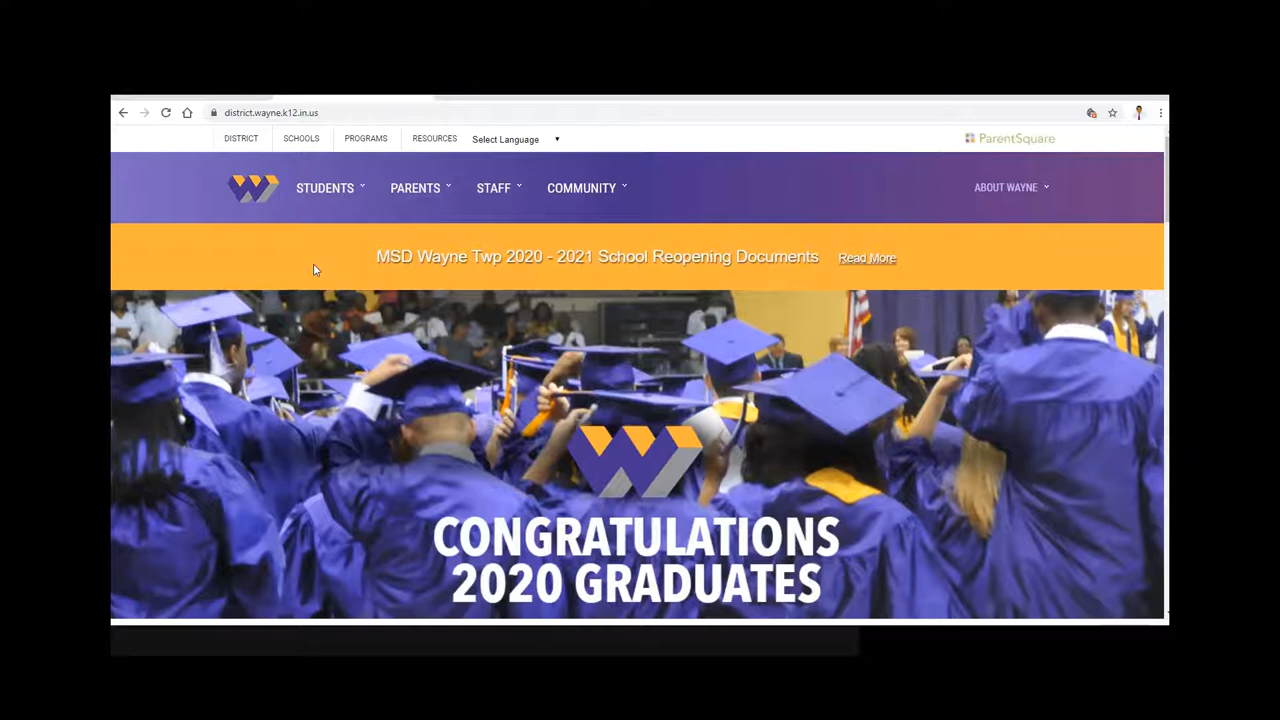 district.wayne.k12.in.us
DISTRICT SCHOOLS PROGRAMS RESOURCES Select Language ParentSquare
STUDENTS PARENTS STAFF COMMUNITY ABOUT WAYNE
MSD Wayne Twp 2020 - 2021 School Reopening Documents Read More
W
CONGRATULATIONS
2020 GRADUATES